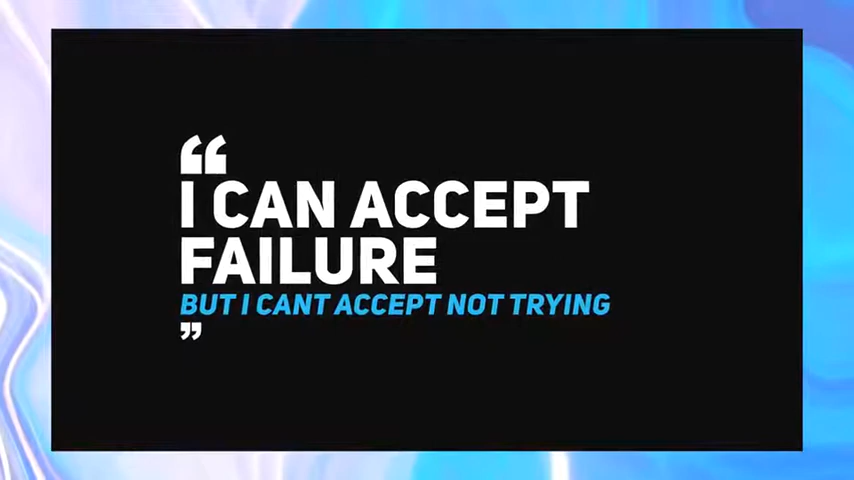 “
I CAN ACCEPT
FAILURE
BUT I CANT ACCEPT NOT TRYING
”